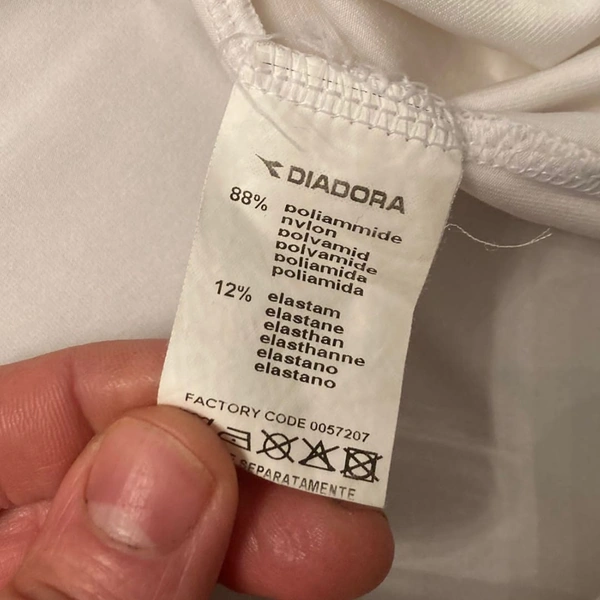 DIADORA
88% poliammide
nylon
polyamid
polyamide
poliamida
poliamida
12% elastam
elastane
elasthan
elasthanne
elastano
elastano
FACTORY CODE 0057207
SEPARATAMENTE